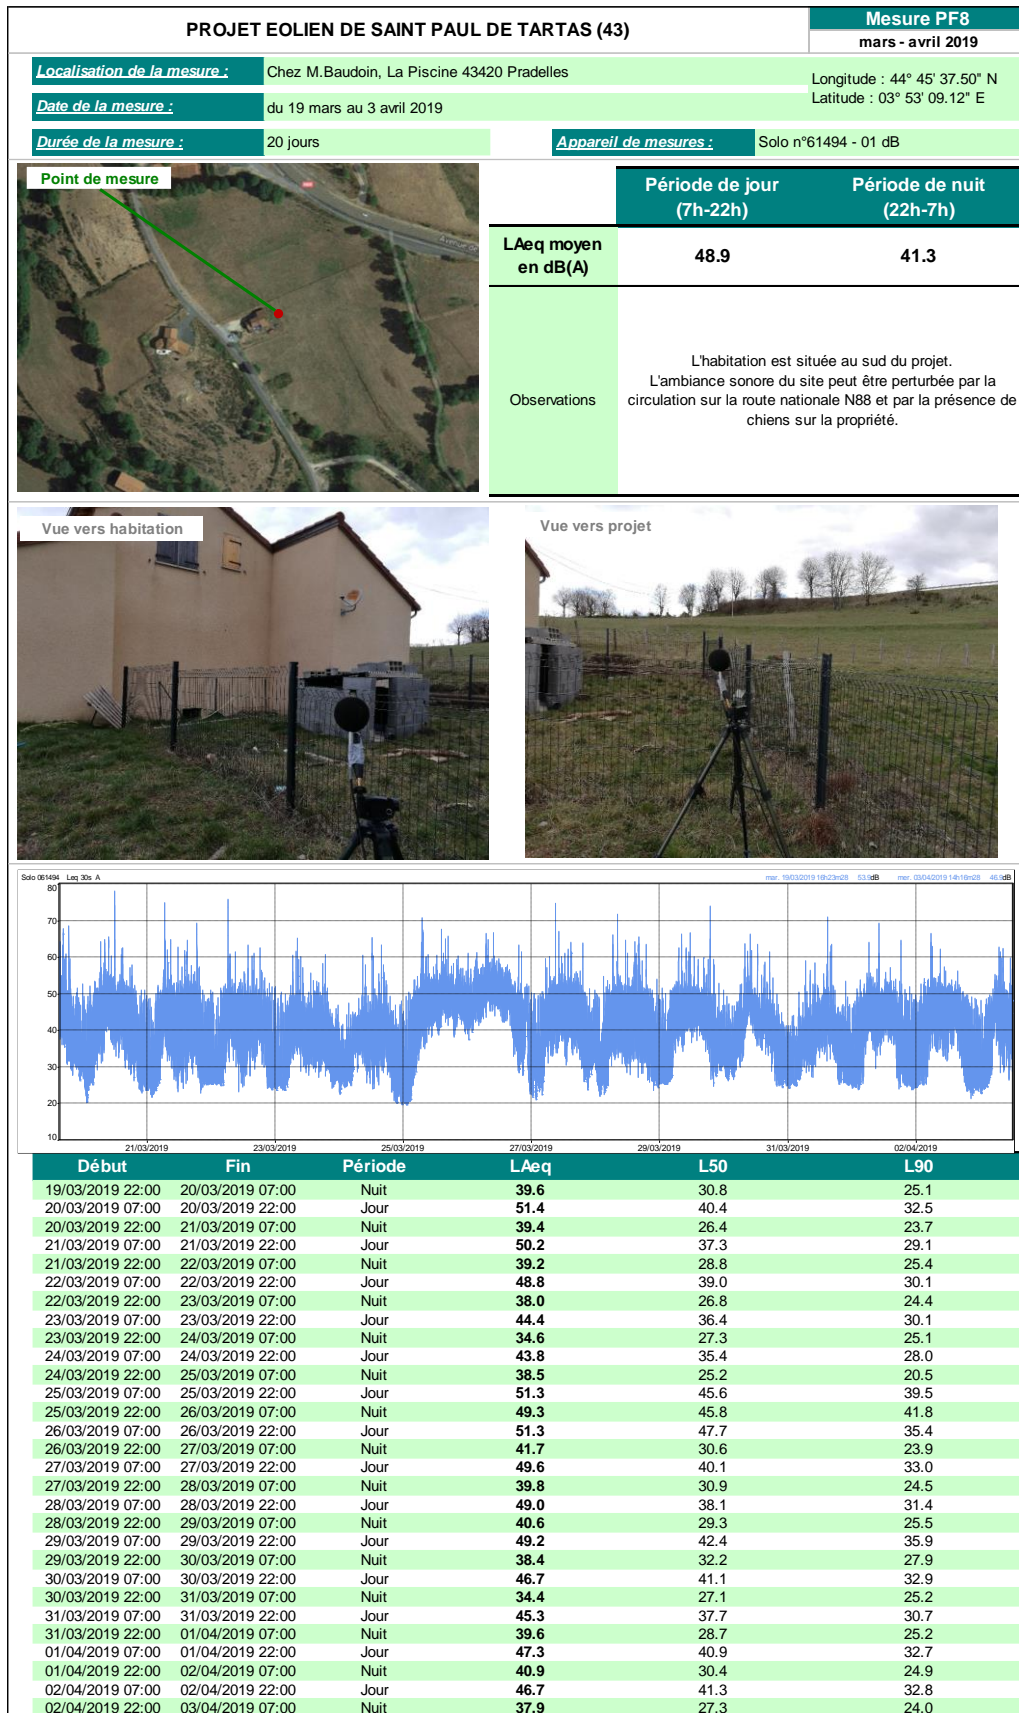 PROJET EOLIEN DE SAINT PAUL DE TARTAS (43)
Mesure PF8
mars - avril 2019
Localisation de la mesure :
Chez M.Baudoin, La Piscine 43420 Pradelles
Longitude : 44° 45' 37.50" N
Latitude : 03° 53' 09.12" E
Date de la mesure :
du 19 mars au 3 avril 2019
Durée de la mesure :
20 jours
Appareil de mesures :
Solo n°61494 - 01 dB
Point de mesure
Avenue de
Période de jour (7h-22h)
Période de nuit (22h-7h)
LAeq moyen en dB(A)
48.9
41.3
Observations
L'habitation est située au sud du projet.
L'ambiance sonore du site peut être perturbée par la
circulation sur la route nationale N88 et par la présence de
chiens sur la propriété.
Vue vers habitation
Vue vers projet
Solo 061494 Leq 30s A
mar. 19/03/2019 16h23m28 53.9dB mer. 03/04/2019 14h16m28 46.9dB
80
70
60
50
40
30
20
10
21/03/2019 23/03/2019 25/03/2019 27/03/2019 29/03/2019 31/03/2019 02/04/2019
Début Fin Période LAeq L50 L90
19/03/2019 22:00 20/03/2019 07:00 Nuit 39.6 30.8 25.1
20/03/2019 07:00 20/03/2019 22:00 Jour 51.4 40.4 32.5
20/03/2019 22:00 21/03/2019 07:00 Nuit 39.4 26.4 23.7
21/03/2019 07:00 21/03/2019 22:00 Jour 50.2 37.3 29.1
21/03/2019 22:00 22/03/2019 07:00 Nuit 39.2 28.8 25.4
22/03/2019 07:00 22/03/2019 22:00 Jour 48.8 39.0 30.1
22/03/2019 22:00 23/03/2019 07:00 Nuit 38.0 26.8 24.4
23/03/2019 07:00 23/03/2019 22:00 Jour 44.4 36.4 30.1
23/03/2019 22:00 24/03/2019 07:00 Nuit 34.6 27.3 25.1
24/03/2019 07:00 24/03/2019 22:00 Jour 43.8 35.4 28.0
24/03/2019 22:00 25/03/2019 07:00 Nuit 38.5 25.2 20.5
25/03/2019 07:00 25/03/2019 22:00 Jour 51.3 45.6 39.5
25/03/2019 22:00 26/03/2019 07:00 Nuit 49.3 45.8 41.8
26/03/2019 07:00 26/03/2019 22:00 Jour 51.3 47.7 35.4
26/03/2019 22:00 27/03/2019 07:00 Nuit 41.7 30.6 23.9
27/03/2019 07:00 27/03/2019 22:00 Jour 49.6 40.1 33.0
27/03/2019 22:00 28/03/2019 07:00 Nuit 39.8 30.9 24.5
28/03/2019 07:00 28/03/2019 22:00 Jour 49.0 38.1 31.4
28/03/2019 22:00 29/03/2019 07:00 Nuit 40.6 29.3 25.5
29/03/2019 07:00 29/03/2019 22:00 Jour 49.2 42.4 35.9
29/03/2019 22:00 30/03/2019 07:00 Nuit 38.4 32.2 27.9
30/03/2019 07:00 30/03/2019 22:00 Jour 46.7 41.1 32.9
30/03/2019 22:00 31/03/2019 07:00 Nuit 34.4 27.1 25.2
31/03/2019 07:00 31/03/2019 22:00 Jour 45.3 37.7 30.7
31/03/2019 22:00 01/04/2019 07:00 Nuit 39.6 28.7 25.2
01/04/2019 07:00 01/04/2019 22:00 Jour 47.3 40.9 32.7
01/04/2019 22:00 02/04/2019 07:00 Nuit 40.9 30.4 24.9
02/04/2019 07:00 02/04/2019 22:00 Jour 46.7 41.3 32.8
02/04/2019 22:00 03/04/2019 07:00 Nuit 37.9 27.3 24.0